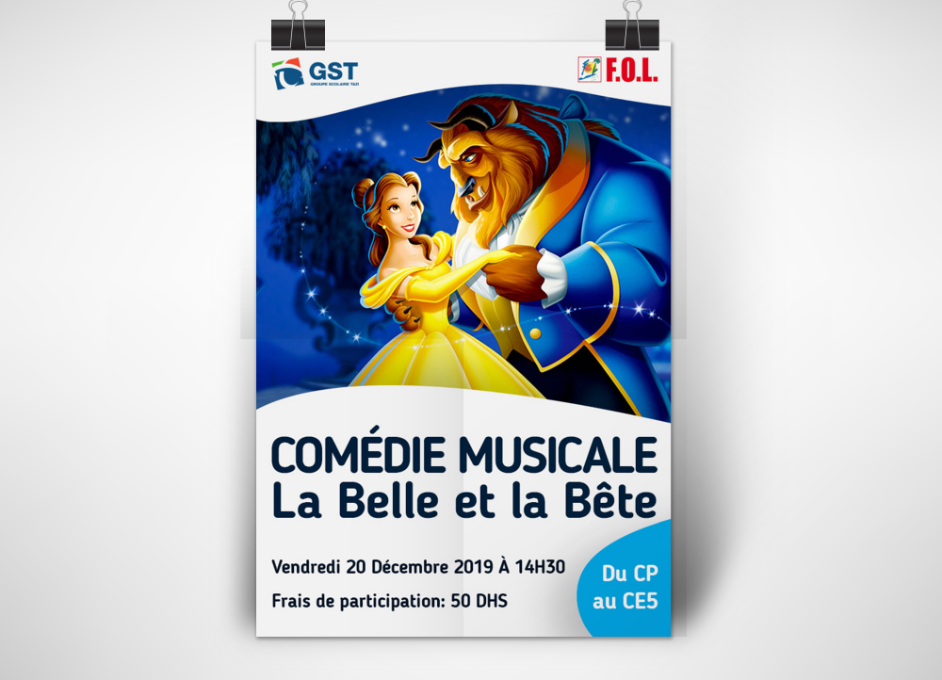 GST
GROUPE SCOLAIRE TAZI
F.O.L.
COMÉDIE MUSICALE
La Belle et la Bête
Vendredi 20 Décembre 2019 À 14H30
Frais de participation: 50 DHS
Du CP
au CE5